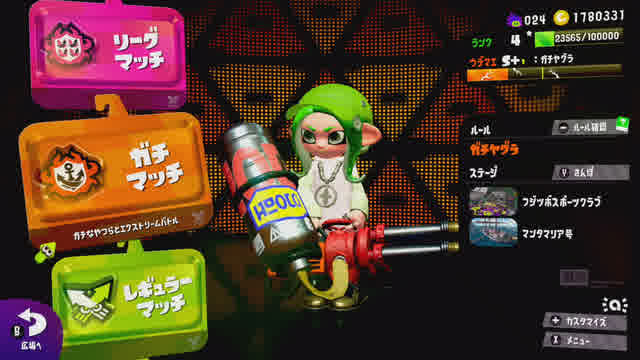 リーグ
マッチ
ガチ
マッチ
ガチなやつらとエクストリームバトル
レギュラー
マッチ
B
広場へ
024 1780331
ランク 4★ 23565/100000
ウデマエ S+ : ガチヤグラ
ルール
ルール確認
ガチヤグラ
ステージ
Y さんぽ
フジツボスポーツクラブ
マンタマリア号
+ カスタマイズ
X メニュー